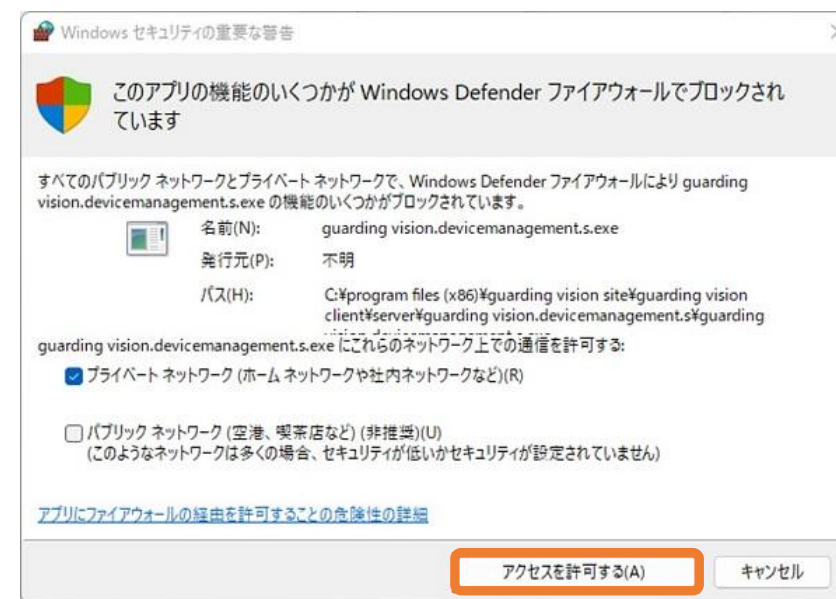 Windows セキュリティの重要な警告
このアプリの機能のいくつかが Windows Defender ファイアウォールでブロックされ
ています
すべてのパブリック ネットワークとプライベート ネットワークで、Windows Defender ファイアウォールにより guarding
vision.devicemanagement.s.exe の機能のいくつかがブロックされています。
名前(N): guarding vision.devicemanagement.s.exe
発行元(P): 不明
パス(H): C:¥program files (x86)¥guarding vision site¥guarding vision
client¥server¥guarding vision.devicemanagement.s¥guarding
guarding vision.devicemanagement.s.exe にこれらのネットワーク上での通信を許可する:
プライベート ネットワーク (ホーム ネットワークや社内ネットワークなど)(R)
パブリック ネットワーク (空港、喫茶店など) (非推奨)(U)
(このようなネットワークは多くの場合、セキュリティが低いかセキュリティが設定されていません)
アプリにファイアウォールの経由を許可することの危険性の詳細
アクセスを許可する(A) キャンセル